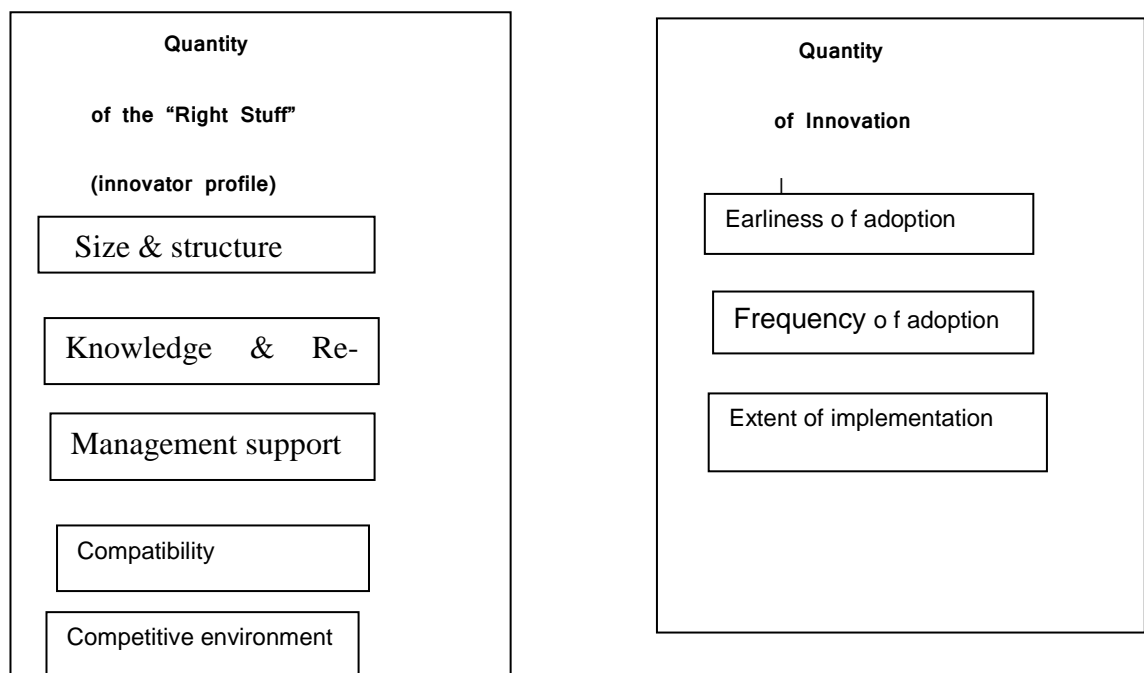 Quantity
of the “Right Stuff”
(innovator profile)
Size & structure
Knowledge & Re-
Management support
Compatibility
Competitive environment
Quantity
of Innovation
Earliness o f adoption
Frequency o f adoption
Extent of implementation